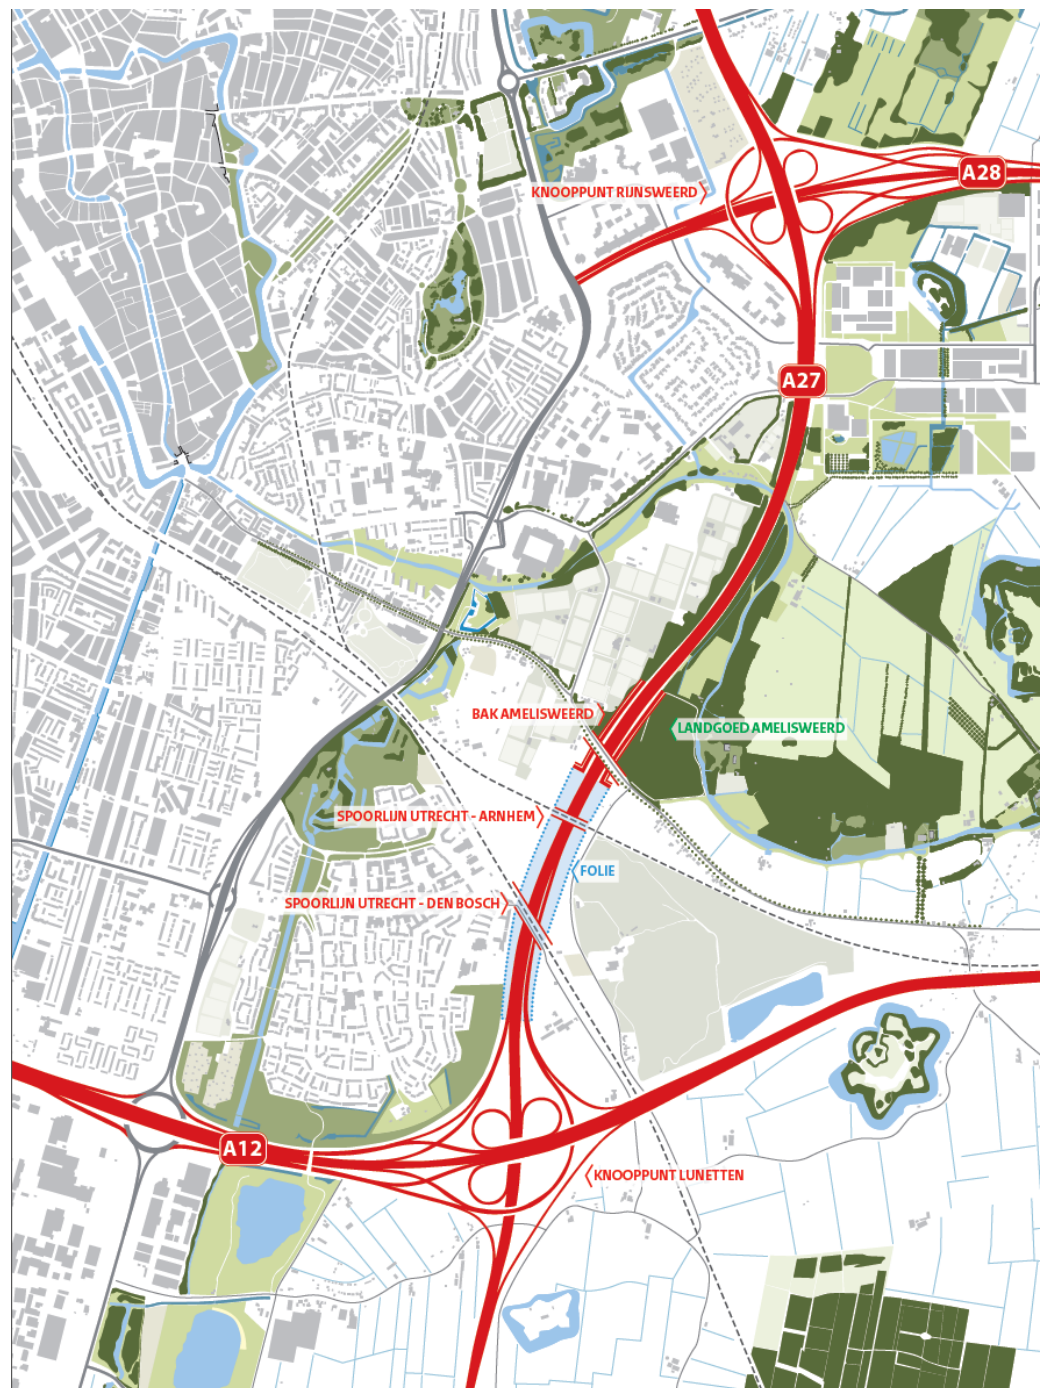 A28
KNOOPPUNT RIJNSWEERD
A27
BAK AMELISWEERD
LANDGOED AMELISWEERD
SPOORLIJN UTRECHT - ARNHEM
FOLIE
SPOORLIJN UTRECHT - DEN BOSCH
A12
KNOOPPUNT LUNETTEN